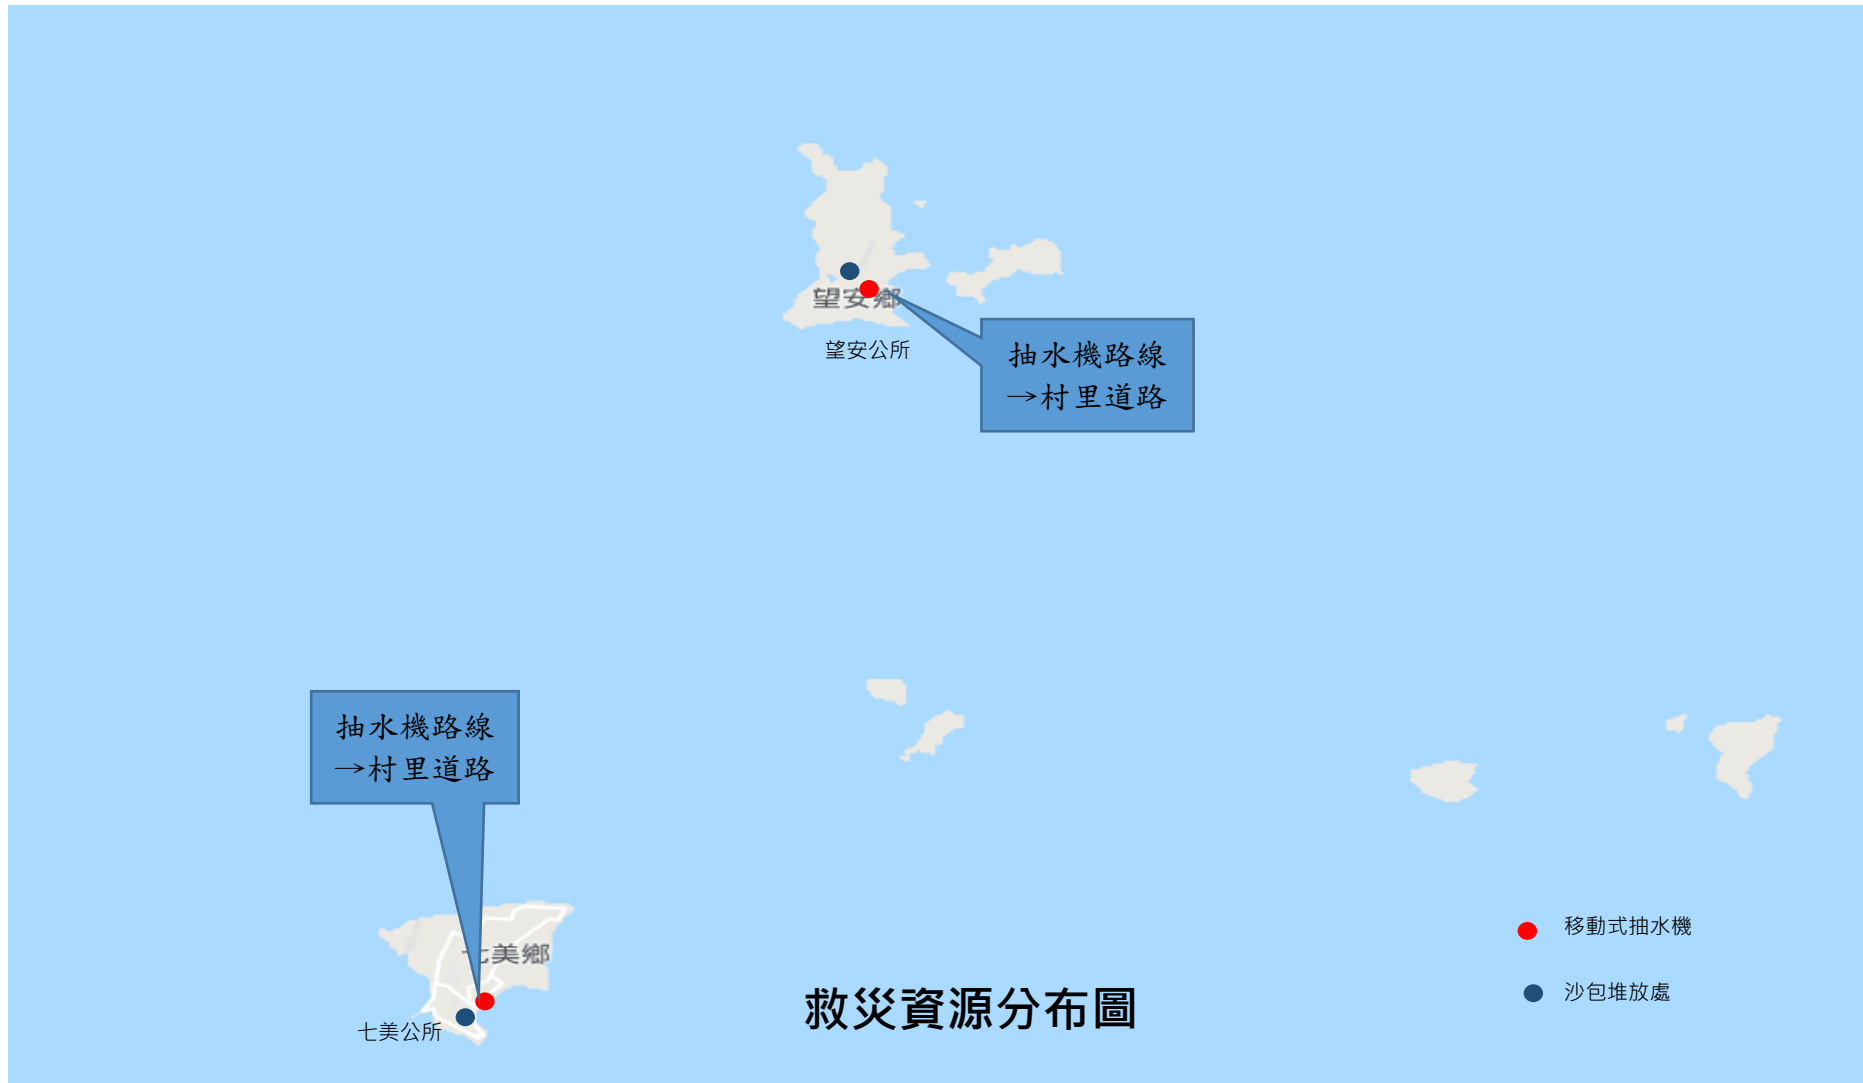 望安鄉
望安公所
抽水機路線
→村里道路
抽水機路線
→村里道路
七美鄉
七美公所
救災資源分布圖
移動式抽水機
沙包堆放處